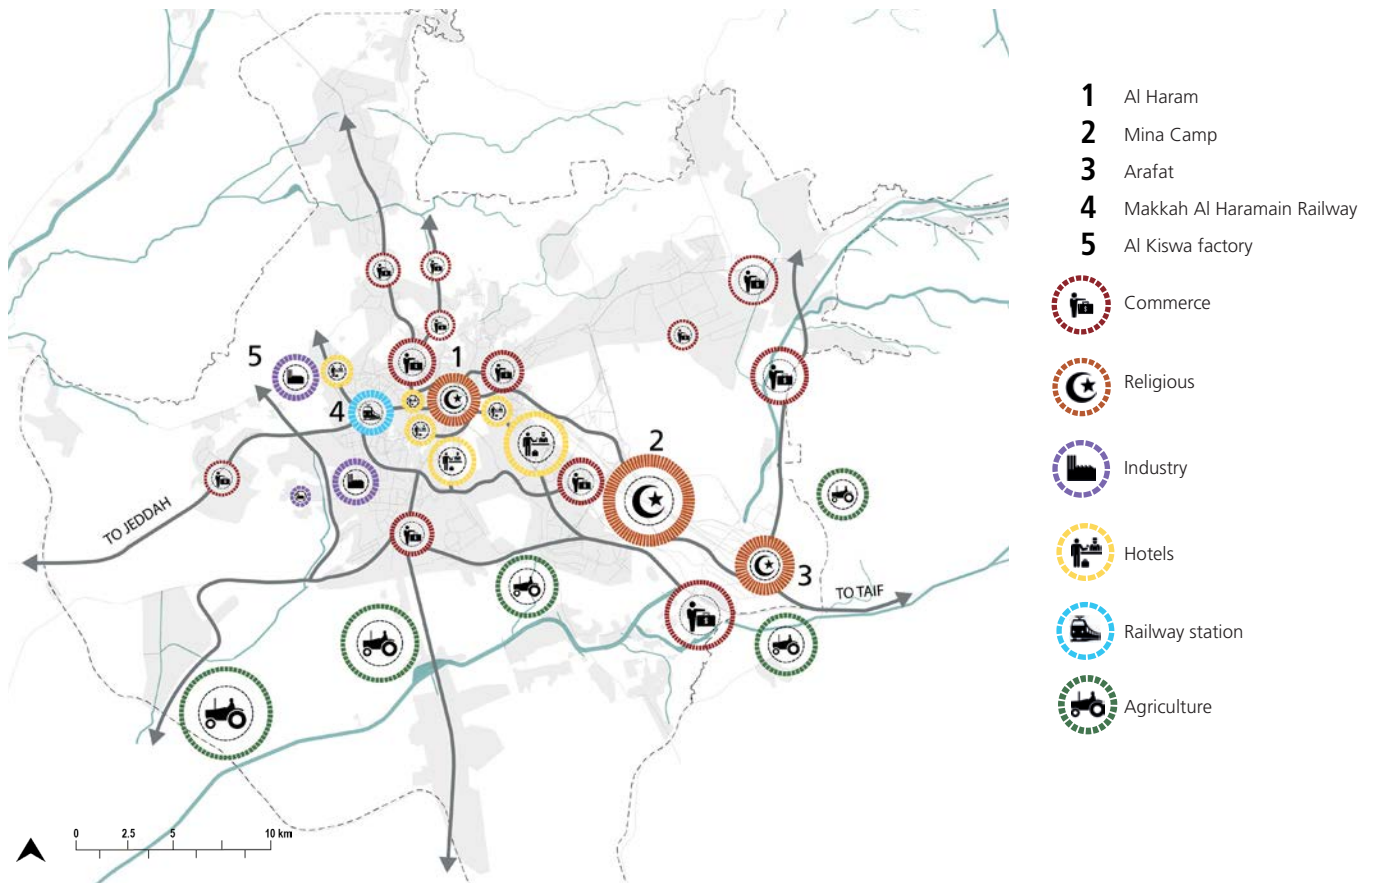 1 Al Haram
2 Mina Camp
3 Arafat
4 Makkah Al Haramain Railway
5 Al Kiswa factory
Commerce
Religious
Industry
Hotels
Railway station
Agriculture
1
5
4
2
3
TO JEDDAH
TO TAIF
0 2.5 5 10 km